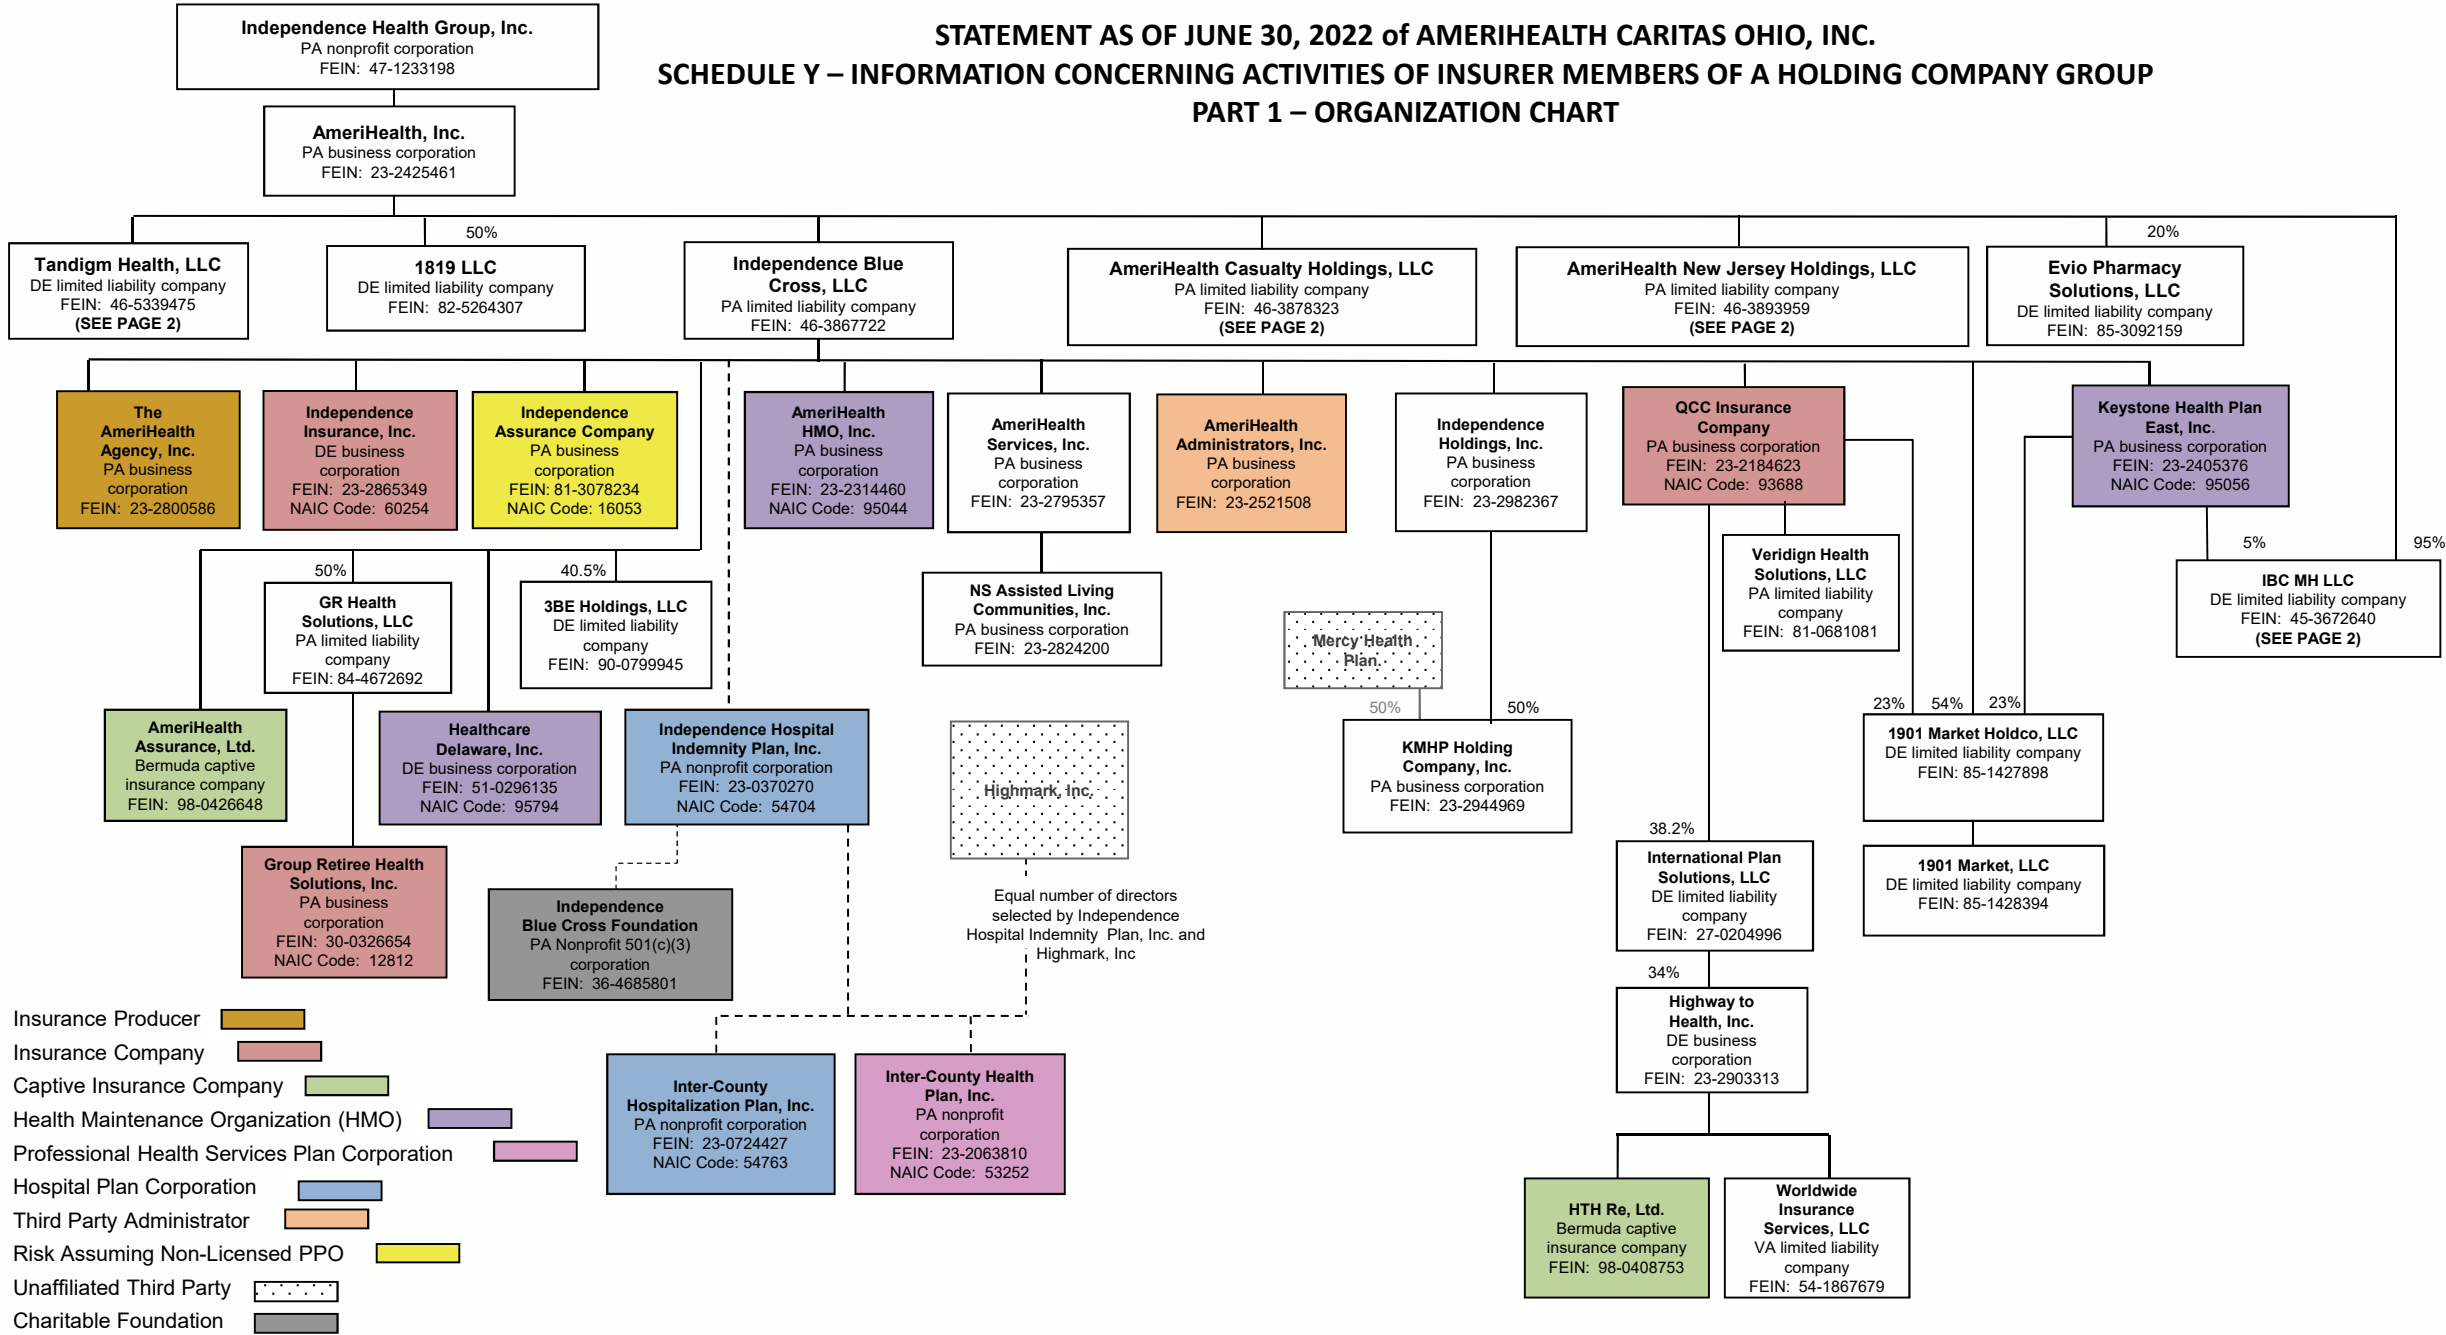 Independence Health Group, Inc.
PA nonprofit corporation
FEIN: 47-1233198
STATEMENT AS OF JUNE 30, 2022 of AMERIHEALTH CARITAS OHIO, INC.
SCHEDULE Y – INFORMATION CONCERNING ACTIVITIES OF INSURER MEMBERS OF A HOLDING COMPANY GROUP
PART 1 – ORGANIZATION CHART
AmeriHealth, Inc.
PA business corporation
FEIN: 23-2425461
Tandigm Health, LLC
DE limited liability company
FEIN: 46-5339475
(SEE PAGE 2)
50%
1819 LLC
DE limited liability company
FEIN: 82-5264307
Independence Blue
Cross, LLC
PA limited liability company
FEIN: 46-3867722
AmeriHealth Casualty Holdings, LLC
PA limited liability company
FEIN: 46-3878323
(SEE PAGE 2)
AmeriHealth New Jersey Holdings, LLC
PA limited liability company
FEIN: 46-3893959
(SEE PAGE 2)
20%
Evio Pharmacy
Solutions, LLC
DE limited liability company
FEIN: 85-3092159
The
AmeriHealth
Agency, Inc.
PA business
corporation
FEIN: 23-2800586
Independence
Insurance, Inc.
DE business
corporation
FEIN: 23-2865349
NAIC Code: 60254
Independence
Assurance Company
PA business
corporation
FEIN: 81-3078234
NAIC Code: 16053
AmeriHealth
HMO, Inc.
PA business
corporation
FEIN: 23-2314460
NAIC Code: 95044
AmeriHealth
Services, Inc.
PA business
corporation
FEIN: 23-2795357
AmeriHealth
Administrators, Inc.
PA business
corporation
FEIN: 23-2521508
Independence
Holdings, Inc.
PA business
corporation
FEIN: 23-2982367
QCC Insurance
Company
PA business corporation
FEIN: 23-2184623
NAIC Code: 93688
Keystone Health Plan
East, Inc.
PA business corporation
FEIN: 23-2405376
NAIC Code: 95056
50%
GR Health
Solutions, LLC
PA limited liability
company
FEIN: 84-4672692
40.5%
3BE Holdings, LLC
DE limited liability
company
FEIN: 90-0799945
NS Assisted Living
Communities, Inc.
PA business corporation
FEIN: 23-2824200
Mercy Health
Plan
50%
50%
Veridign Health
Solutions, LLC
PA limited liability
company
FEIN: 81-0681081
5%
95%
IBC MH LLC
DE limited liability company
FEIN: 45-3672640
(SEE PAGE 2)
AmeriHealth
Assurance, Ltd.
Bermuda captive
insurance company
FEIN: 98-0426648
Healthcare
Delaware, Inc.
DE business corporation
FEIN: 51-0296135
NAIC Code: 95794
Independence Hospital
Indemnity Plan, Inc.
PA nonprofit corporation
FEIN: 23-0370270
NAIC Code: 54704
Highmark, Inc.
KMHP Holding
Company, Inc.
PA business corporation
FEIN: 23-2944969
23%
54%
23%
1901 Market Holdco, LLC
DE limited liability company
FEIN: 85-1427898
Group Retiree Health
Solutions, Inc.
PA business
corporation
FEIN: 30-0326654
NAIC Code: 12812
Independence
Blue Cross Foundation
PA Nonprofit 501(c)(3)
corporation
FEIN: 36-4685801
Equal number of directors
selected by Independence
Hospital Indemnity Plan, Inc. and
Highmark, Inc
38.2%
International Plan
Solutions, LLC
DE limited liability
company
FEIN: 27-0204996
1901 Market, LLC
DE limited liability company
FEIN: 85-1428394
34%
Highway to
Health, Inc.
DE business
corporation
FEIN: 23-2903313
Inter-County
Hospitalization Plan, Inc.
PA nonprofit corporation
FEIN: 23-0724427
NAIC Code: 54763
Inter-County Health
Plan, Inc.
PA nonprofit
corporation
FEIN: 23-2063810
NAIC Code: 53252
HTH Re, Ltd.
Bermuda captive
insurance company
FEIN: 98-0408753
Worldwide
Insurance
Services, LLC
VA limited liability
company
FEIN: 54-1867679
Insurance Producer
Insurance Company
Captive Insurance Company
Health Maintenance Organization (HMO)
Professional Health Services Plan Corporation
Hospital Plan Corporation
Third Party Administrator
Risk Assuming Non-Licensed PPO
Unaffiliated Third Party
Charitable Foundation